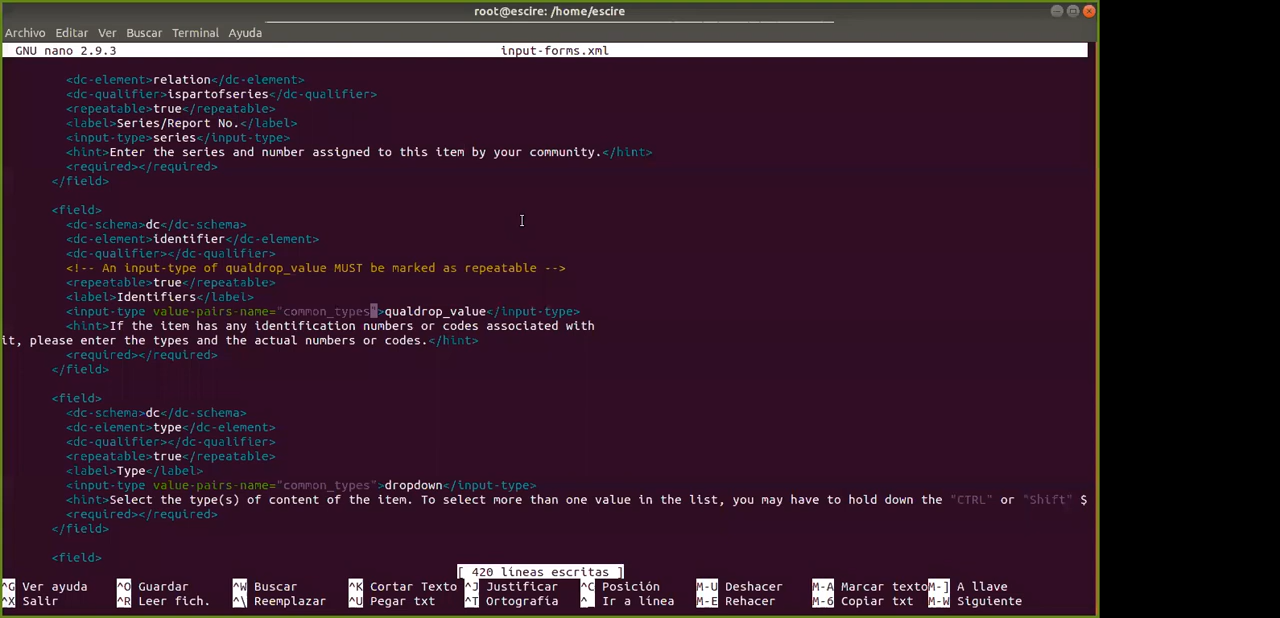 root@escire: /home/escire
Archivo Editar Ver Buscar Terminal Ayuda
GNU nano 2.9.3 input-forms.xml
<dc-element>relation</dc-element>
<dc-qualifier>ispartofseries</dc-qualifier>
<repeatable>true</repeatable>
<label>Series/Report No.</label>
<input-type>series</input-type>
<hint>Enter the series and number assigned to this item by your community.</hint>
<required></required>
</field>
<field>
<dc-schema>dc</dc-schema>
<dc-element>identifier</dc-element>
<dc-qualifier></dc-qualifier>
<!-- An input-type of qualdrop_value MUST be marked as repeatable -->
<repeatable>true</repeatable>
<label>Identifiers</label>
<input-type value-pairs-name="common_types">qualdrop_value</input-type>
<hint>If the item has any identification numbers or codes associated with
it, please enter the types and the actual numbers or codes.</hint>
<required></required>
</field>
<field>
<dc-schema>dc</dc-schema>
<dc-element>type</dc-element>
<dc-qualifier></dc-qualifier>
<repeatable>true</repeatable>
<label>Type</label>
<input-type value-pairs-name="common_types">dropdown</input-type>
<hint>Select the type(s) of content of the item. To select more than one value in the list, you may have to hold down the "CTRL" or "Shift" $
<required></required>
</field>
<field>
[ 420 líneas escritas ]
^G Ver ayuda ^O Guardar ^W Buscar ^K Cortar Texto ^J Justificar ^C Posición M-U Deshacer M-A Marcar texto M-] A llave
^X Salir ^R Leer fich. ^\ Reemplazar ^U Pegar txt ^T Ortografía ^_ Ir a línea M-E Rehacer M-6 Copiar txt M-W Siguiente